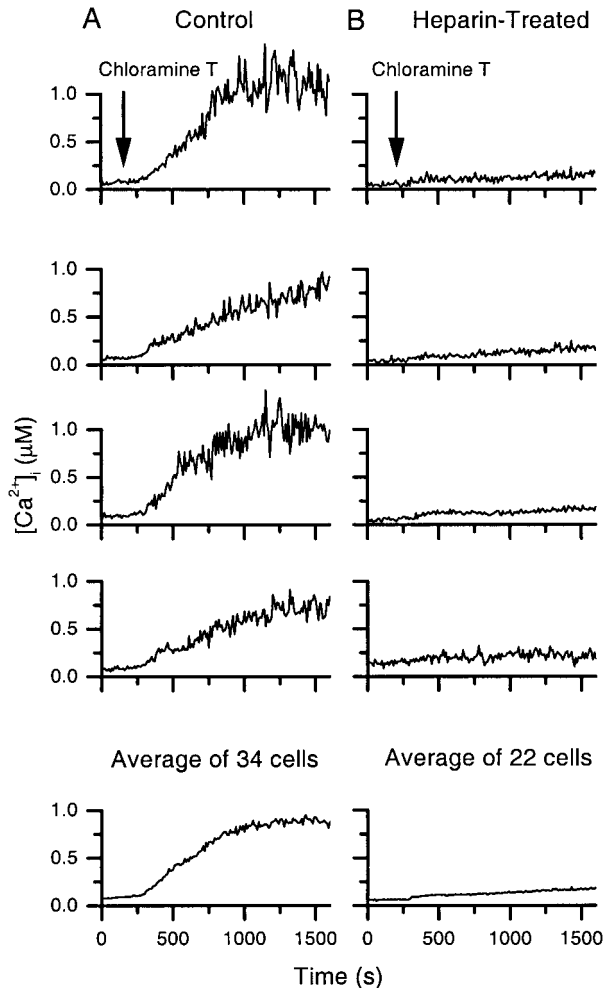 A Control
B Heparin-Treated
Chloramine T
Chloramine T
1.0
0.5
0.0
1.0
0.5
0.0
[Ca²⁺]ᵢ (μM)
1.0
0.5
0.0
1.0
0.5
0.0
Average of 34 cells
Average of 22 cells
1.0
0.5
0.0
0 500 1000 1500
0 500 1000 1500
Time (s)